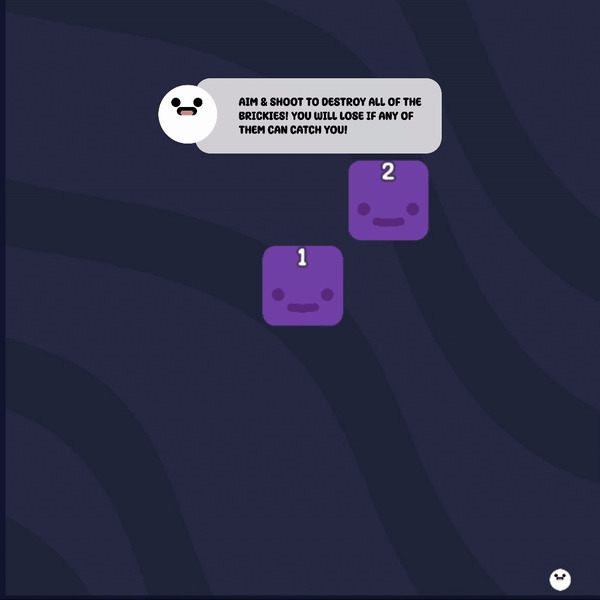 AIM & SHOOT TO DESTROY ALL OF THE
BRICKIES! YOU WILL LOSE IF ANY OF
THEM CAN CATCH YOU!
2
1